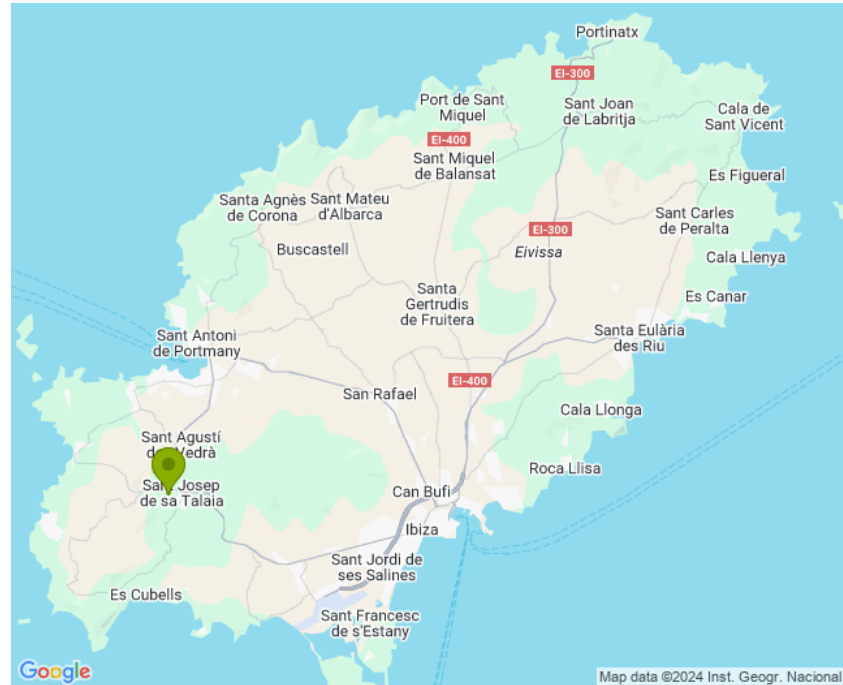 Portinatx
EI-300
Port de Sant
Miquel
Sant Joan
de Labritja
Cala de
Sant Vicent
EI-400
Sant Miquel
de Balansat
Es Figueral
Santa Agnès
de Corona
Sant Mateu
d'Albarca
Sant Carles
de Peralta
EI-300
Buscastell
Eivissa
Cala Llenya
Santa
Gertrudis
de Fruitera
Es Canar
Sant Antoni
de Portmany
Santa Eulària
des Riu
EI-400
San Rafael
Cala Llonga
Sant Agustí
Vedrà
Roca Llisa
Sant Josep
de sa Talaia
Can Bufi
Ibiza
Sant Jordi de
ses Salines
Es Cubells
Sant Francesc
de s'Estany
Google
Map data ©2024 Inst. Geogr. Nacional